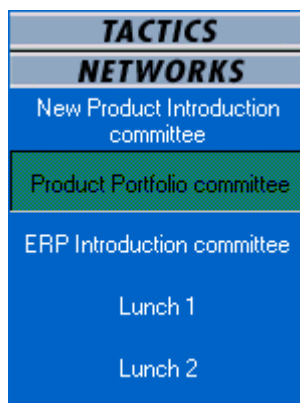 TACTICS
NETWORKS
New Product Introduction
committee
Product Portfolio committee
ERP Introduction committee
Lunch 1
Lunch 2